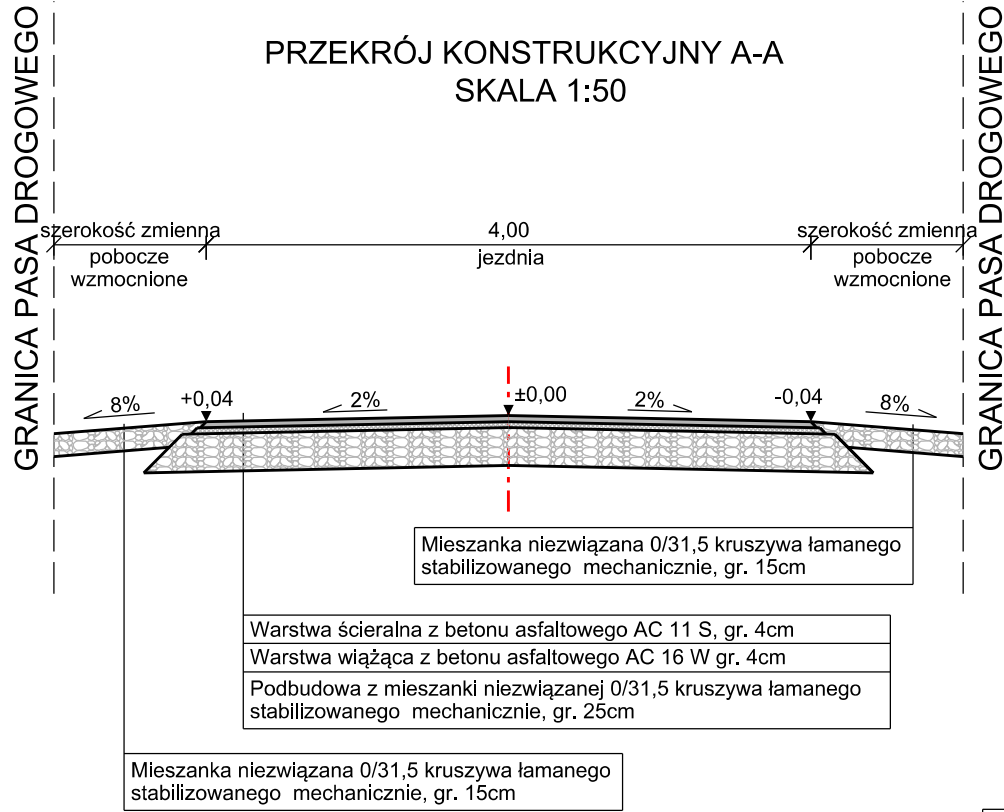 PRZEKRÓJ KONSTRUKCYJNY A-A
SKALA 1:50
GRANICA PASA DROGOWEGO
GRANICA PASA DROGOWEGO
szerokość zmienna
pobocze
wzmocnione
4,00
jezdnia
szerokość zmienna
pobocze
wzmocnione
8%
+0,04
2%
±0,00
2%
-0,04
8%
Mieszanka niezwiązana 0/31,5 kruszywa łamanego
stabilizowanego mechanicznie, gr. 15cm
Warstwa ścieralna z betonu asfaltowego AC 11 S, gr. 4cm
Warstwa wiążąca z betonu asfaltowego AC 16 W gr. 4cm
Podbudowa z mieszanki niezwiązanej 0/31,5 kruszywa łamanego
stabilizowanego mechanicznie, gr. 25cm
Mieszanka niezwiązana 0/31,5 kruszywa łamanego
stabilizowanego mechanicznie, gr. 15cm